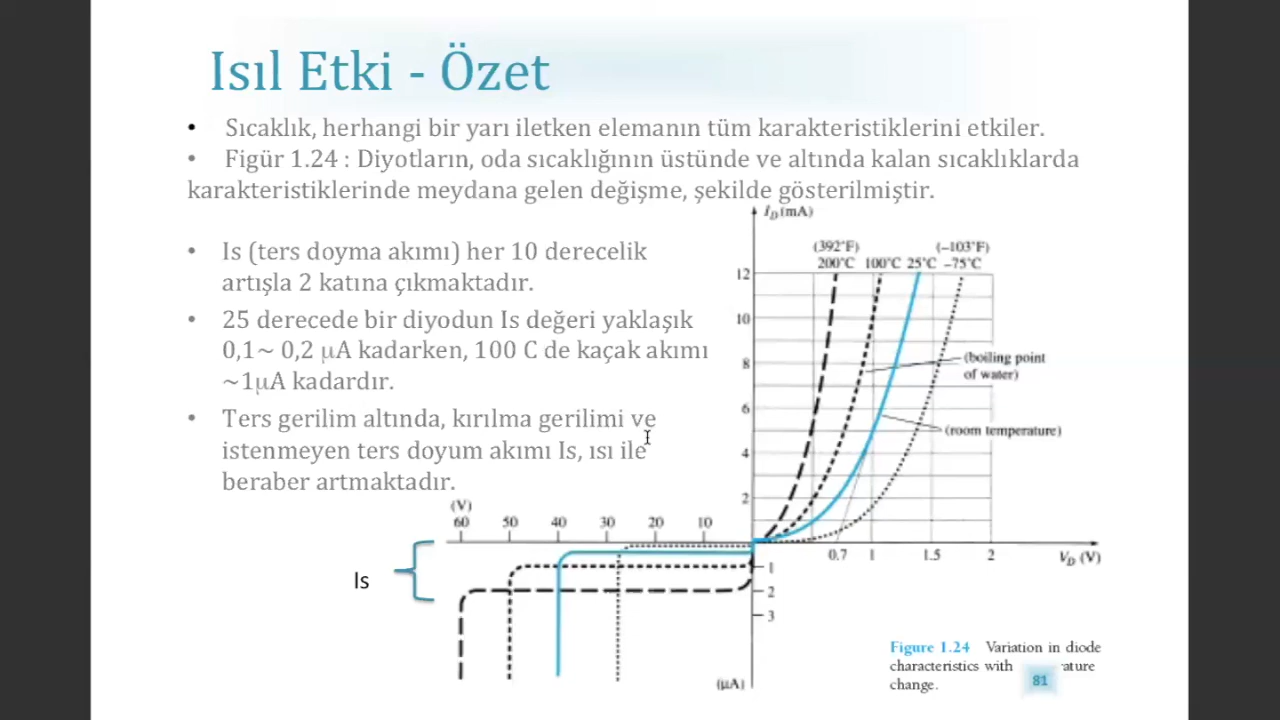 Isıl Etki - Özet
• Sıcaklık, herhangi bir yarı iletken elemanın tüm karakteristiklerini etkiler.
• Figür 1.24 : Diyotların, oda sıcaklığının üstünde ve altında kalan sıcaklıklarda
karakteristiklerinde meydana gelen değişme, şekilde gösterilmiştir.
• Is (ters doyma akımı) her 10 derecelik
artışla 2 katına çıkmaktadır.
• 25 derecede bir diyodun Is değeri yaklaşık
0,1~ 0,2 µA kadarken, 100 C de kaçak akımı
~1µA kadardır.
• Ters gerilim altında, kırılma gerilimi ve
istenmeyen ters doyum akımı Is, ısı ile
beraber artmaktadır.
I_D (mA)
(392°F) (–103°F)
200°C 100°C 25°C –75°C
12
10
8
6
4
2
(boiling point
of water)
(room temperature)
(V)
60 50 40 30 20 10
0.7 1 1.5 2 V_D (V)
1
2
3
(µA)
Is
Figure 1.24 Variation in diode
characteristics with ature
change.
81